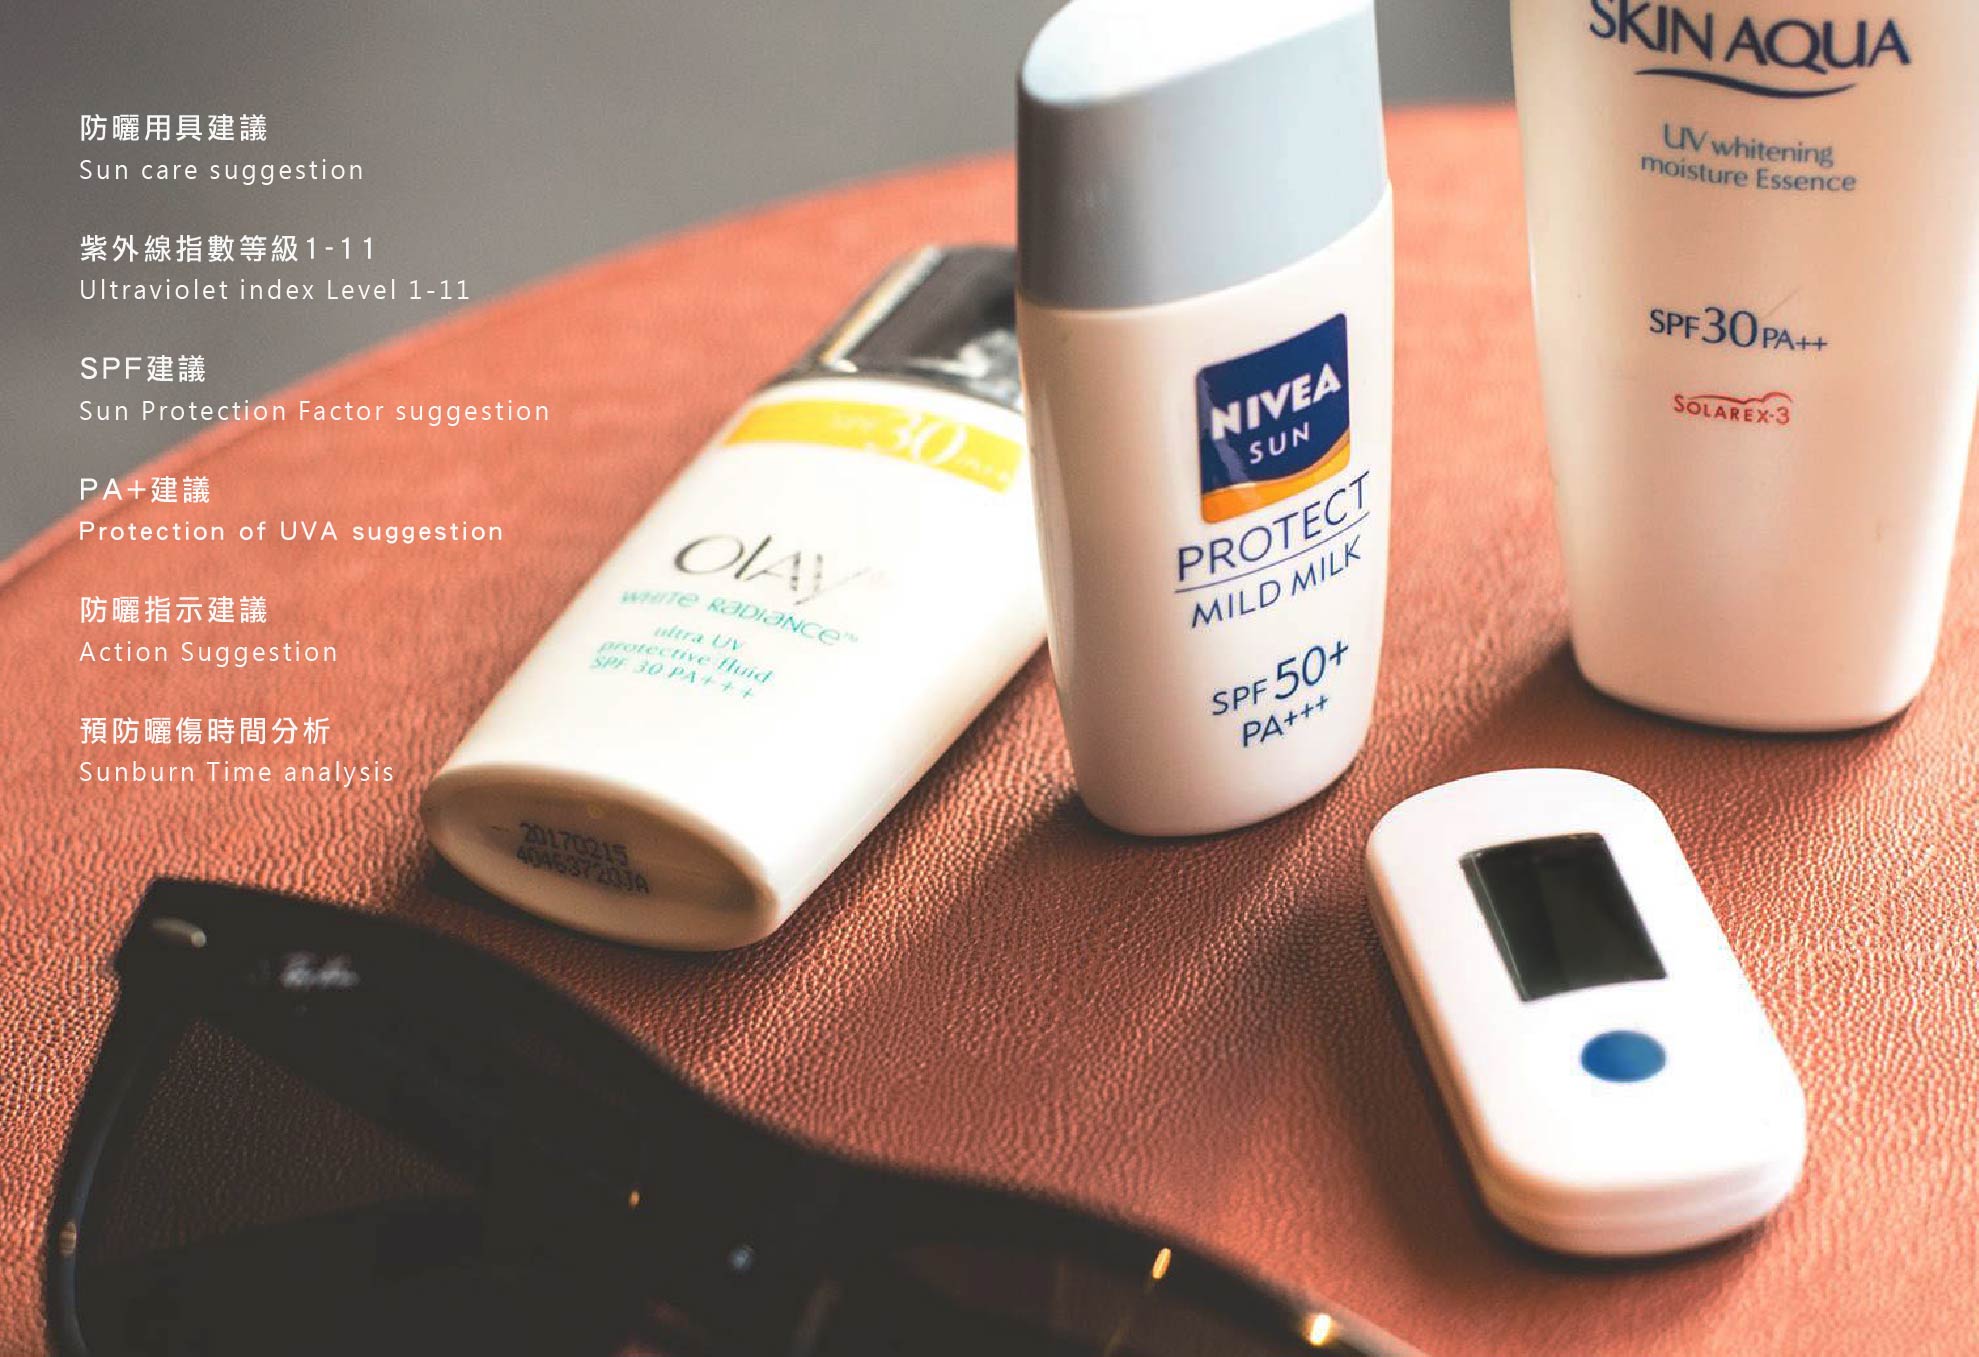 防曬用具建議
Sun care suggestion
紫外線指數等級1-11
Ultraviolet index Level 1-11
SPF建議
Sun Protection Factor suggestion
PA+建議
Protection of UVA suggestion
防曬指示建議
Action Suggestion
預防曬傷時間分析
Sunburn Time analysis
SPF 30 PA++
OLAY
WHITE RADIANCE™
ultra UV
protective fluid
SPF 30 PA+++
20170215
NIVEA
SUN
PROTECT
MILD MILK
SPF 50+
PA+++
SKIN AQUA
UV whitening
moisture Essence
SPF30PA++
SOLAREX-3